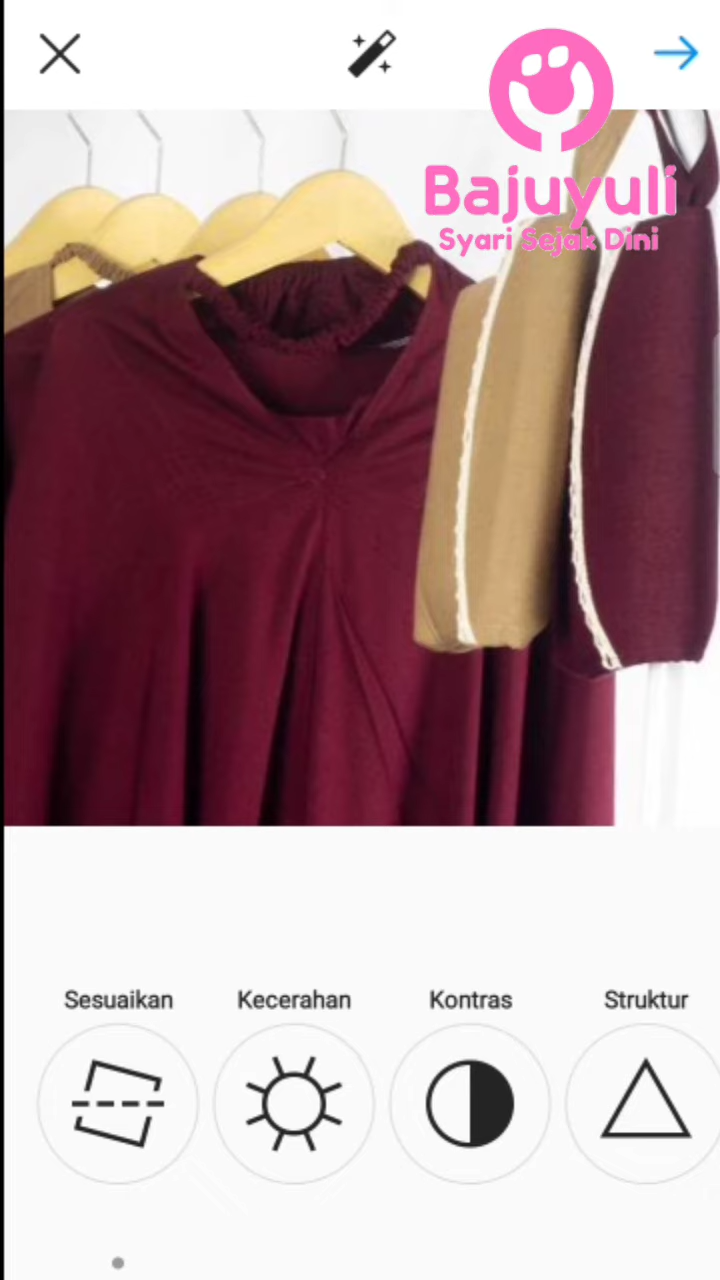 Bajuyuli
Syari Sejak Dini
Sesuaikan
Kecerahan
Kontras
Struktur